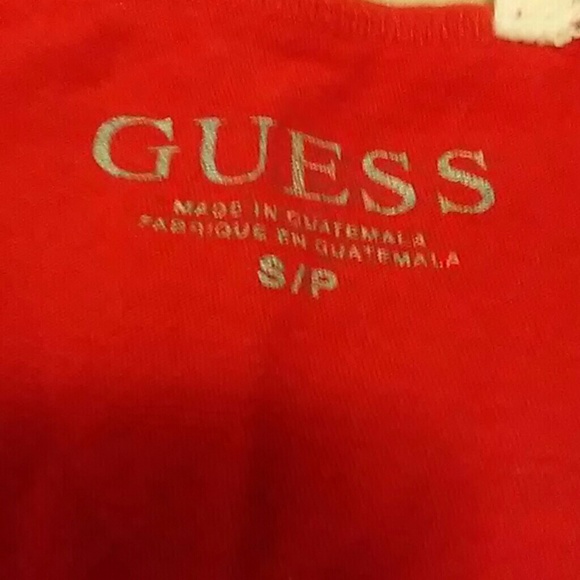 GUESS
MADE IN GUATEMALA
FABRIQUE EN GUATEMALA
S/P